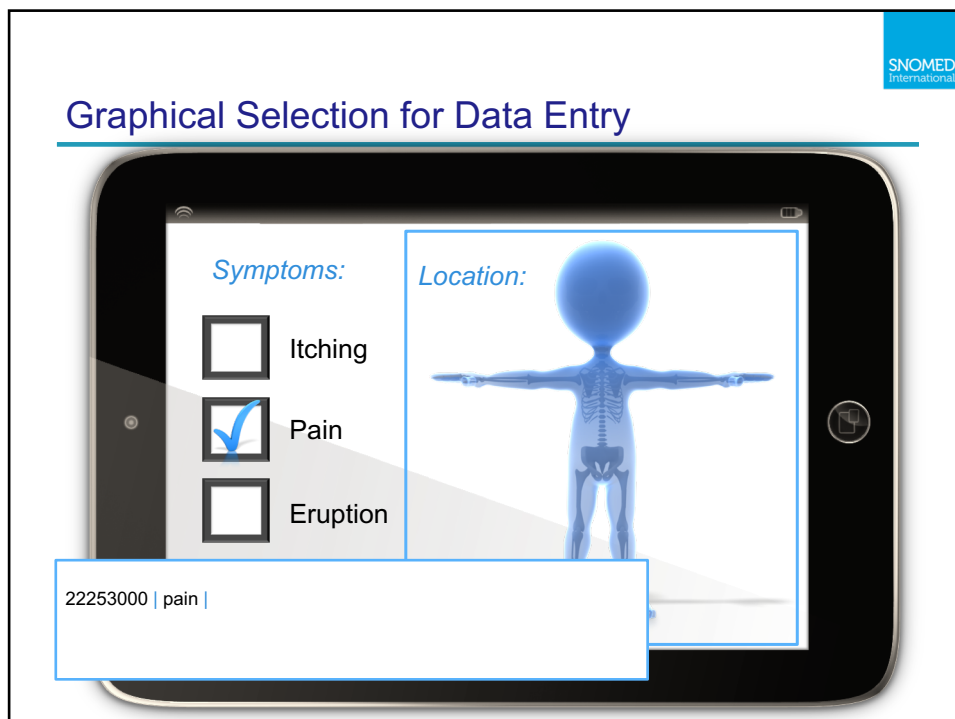 SNOMED
International
Graphical Selection for Data Entry
Symptoms:
Location:
Itching
Pain
Eruption
22253000 | pain |